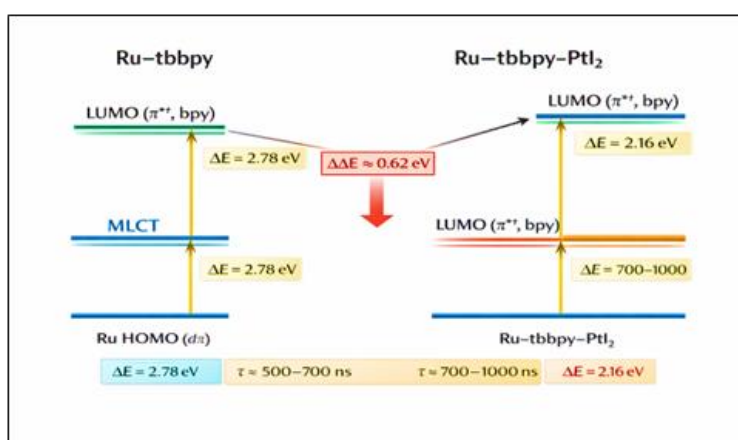 Ru–tbbpy
Ru–tbbpy–PtI₂
LUMO (π*ᵗ, bpy)
LUMO (π*ᵗ, bpy)
ΔE = 2.78 eV
ΔΔE ≈ 0.62 eV
ΔE = 2.16 eV
MLCT
LUMO (π*ᵗ, bpy)
ΔE = 2.78 eV
ΔE = 700–1000
Ru HOMO (dπ)
Ru–tbbpy–PtI₂
ΔE = 2.78 eV
τ ≈ 500–700 ns
τ ≈ 700–1000 ns
ΔE = 2.16 eV